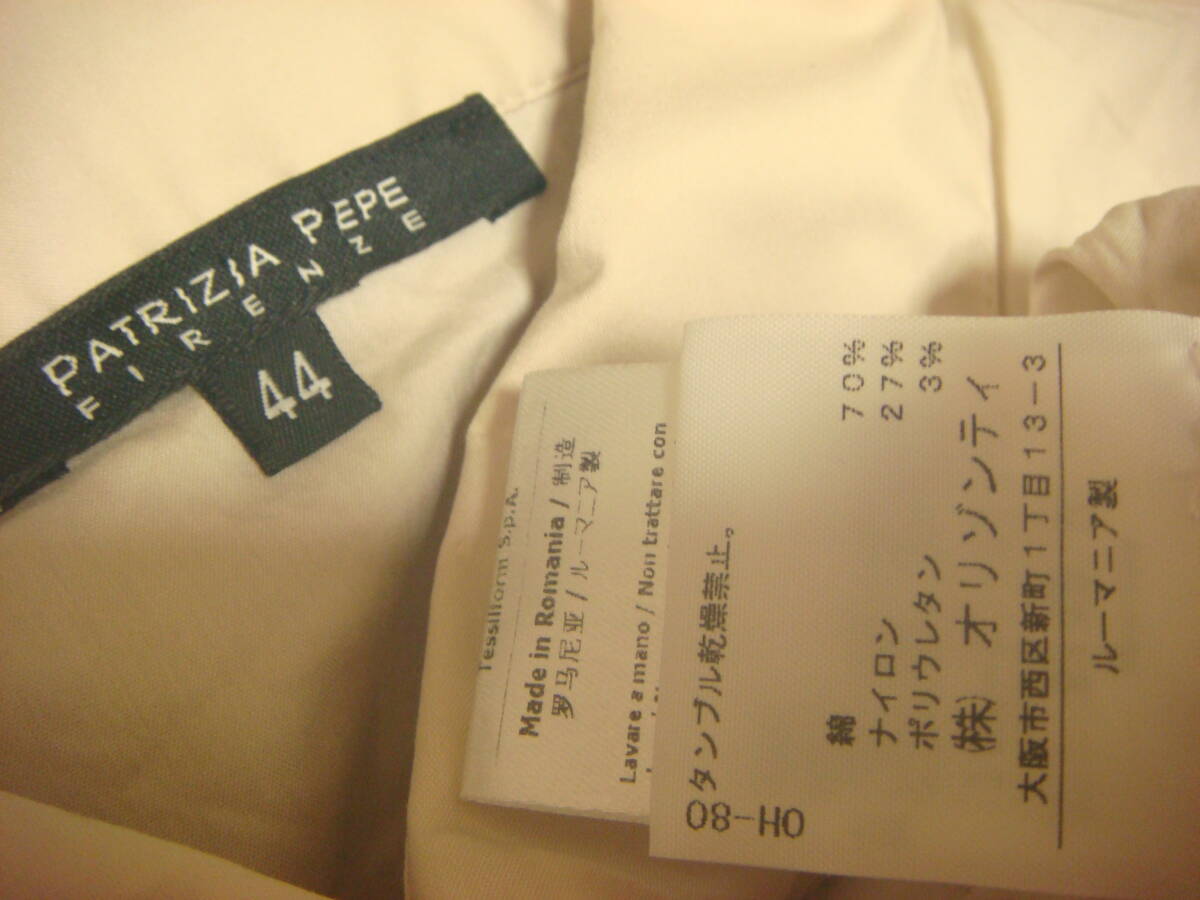 PATRIZIA PEPE
FIRENZE
44
Tessilform S.p.A.
Made in Romania / 制造
罗马尼亚 / ルーマニア製
Lavare a mano / Non trattare con
タンブル乾燥禁止。
綿 70%
ナイロン 27%
ポリウレタン 3%
㈱ オリゾンティ
大阪市西区新町1丁目13-3
ルーマニア製